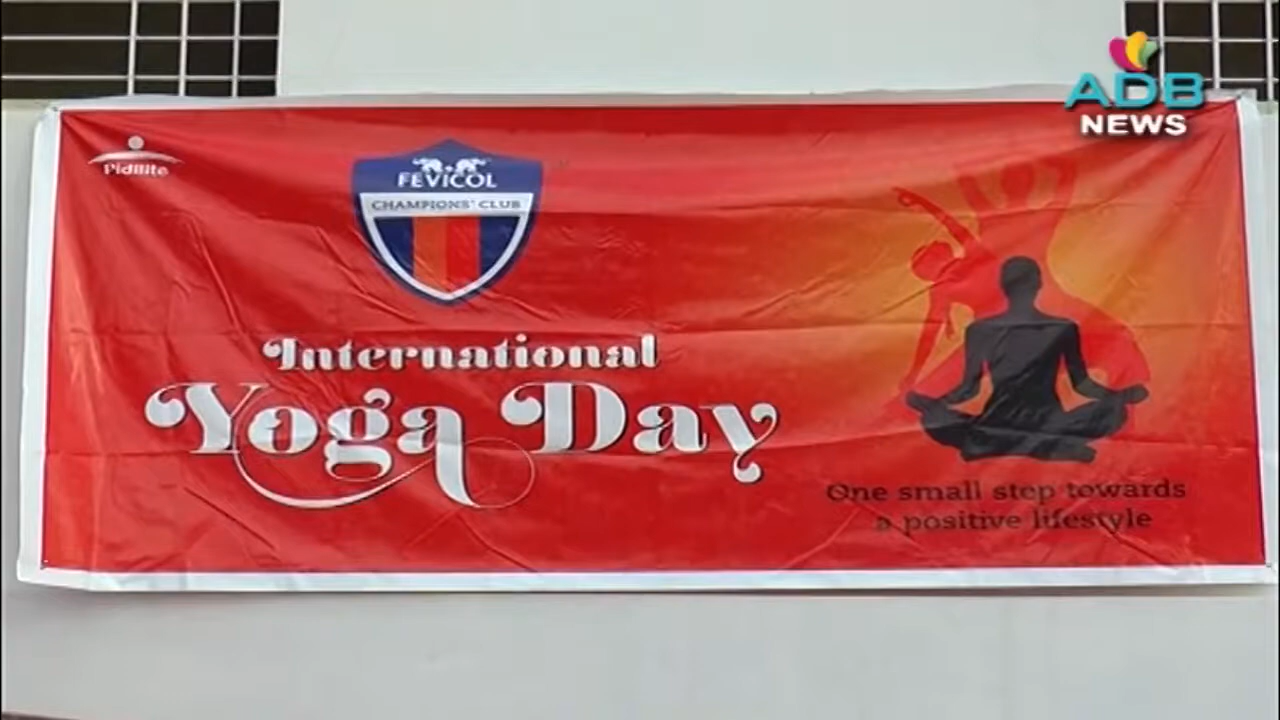 ADB
NEWS
Pidilite
FEVICOL
CHAMPIONS' CLUB
International
Yoga Day
One small step towards
a positive lifestyle